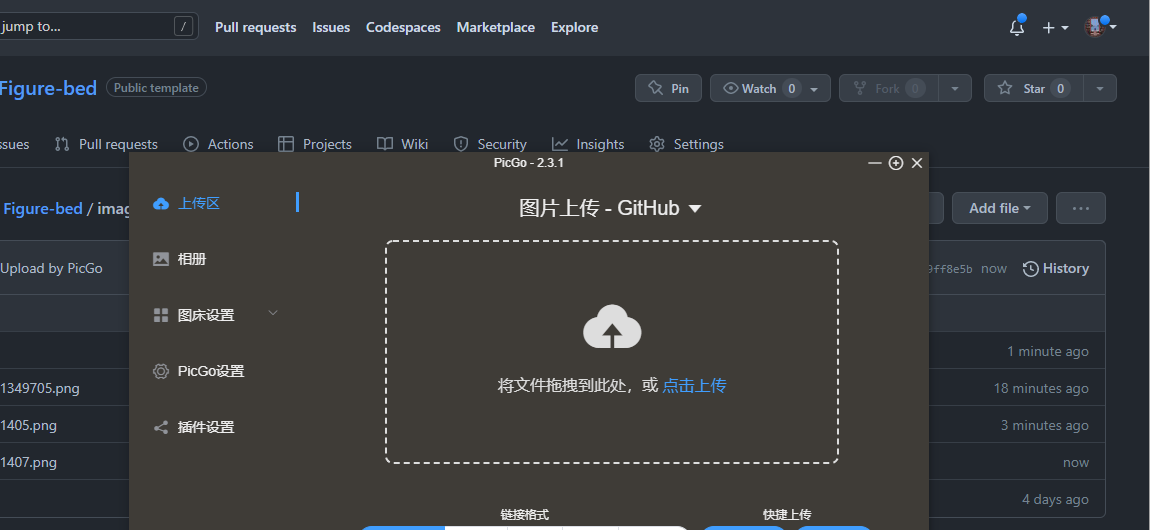 jump to... / Pull requests Issues Codespaces Marketplace Explore
Figure-bed Public template Pin Watch 0 Fork 0 Star 0
ssues Pull requests Actions Projects Wiki Security Insights Settings
PicGo - 2.3.1
上传区
图片上传 - GitHub
Figure-bed / imag
Add file
Upload by PicGo
相册
9ff8e5b now History
图床设置
1 minute ago
PicGo设置
将文件拖拽到此处，或 点击上传
1349705.png
18 minutes ago
插件设置
1405.png
3 minutes ago
1407.png
now
4 days ago
链接格式 快捷上传